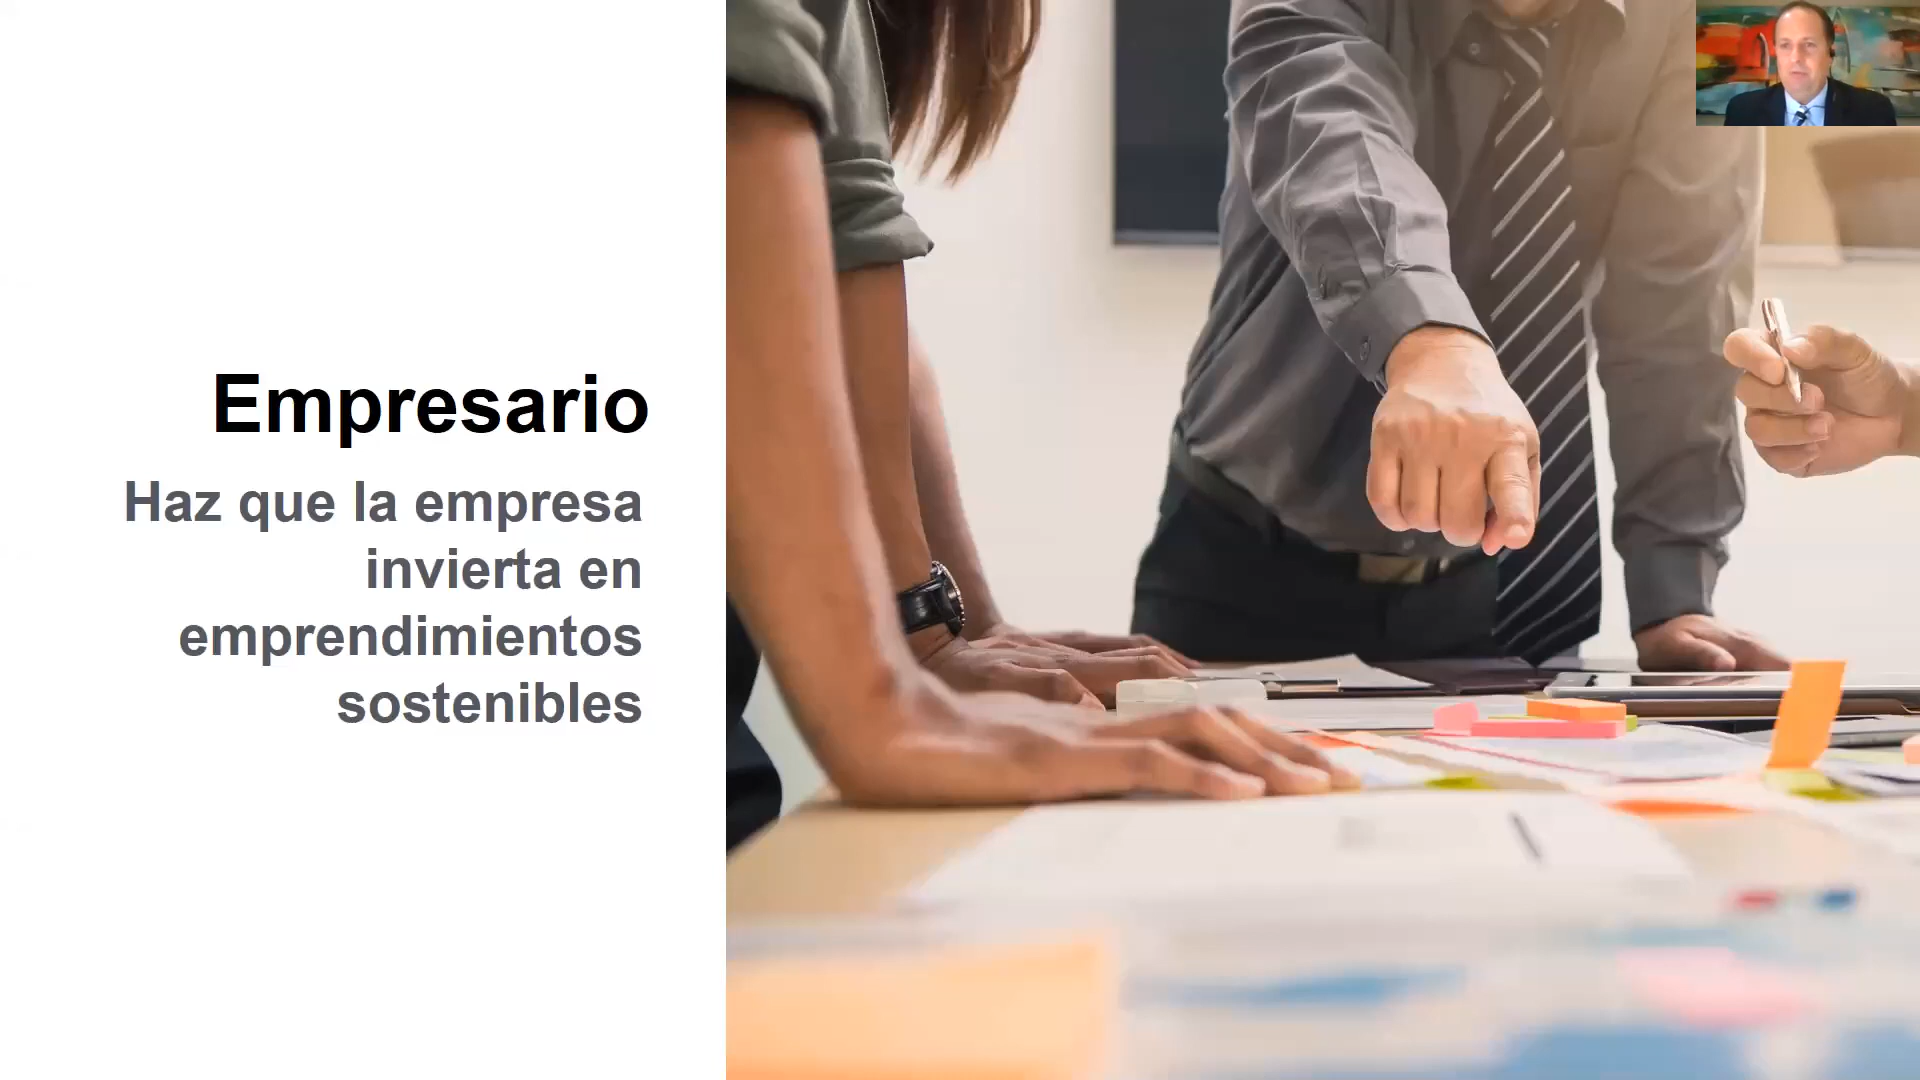 Empresario
Haz que la empresa
invierta en
emprendimientos
sostenibles